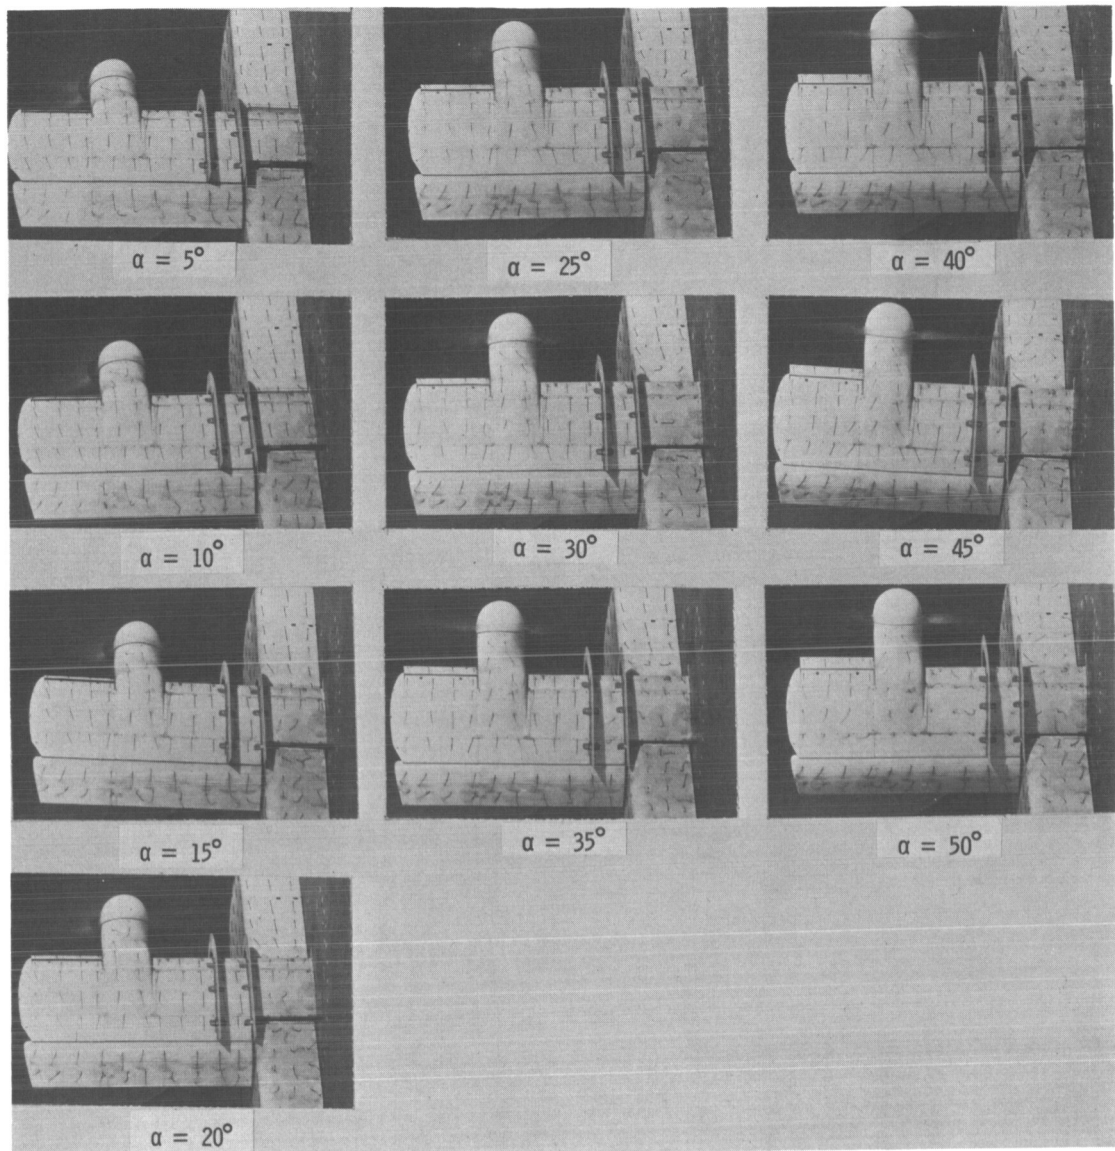 α = 5°
α = 25°
α = 40°
α = 10°
α = 30°
α = 45°
α = 15°
α = 35°
α = 50°
α = 20°